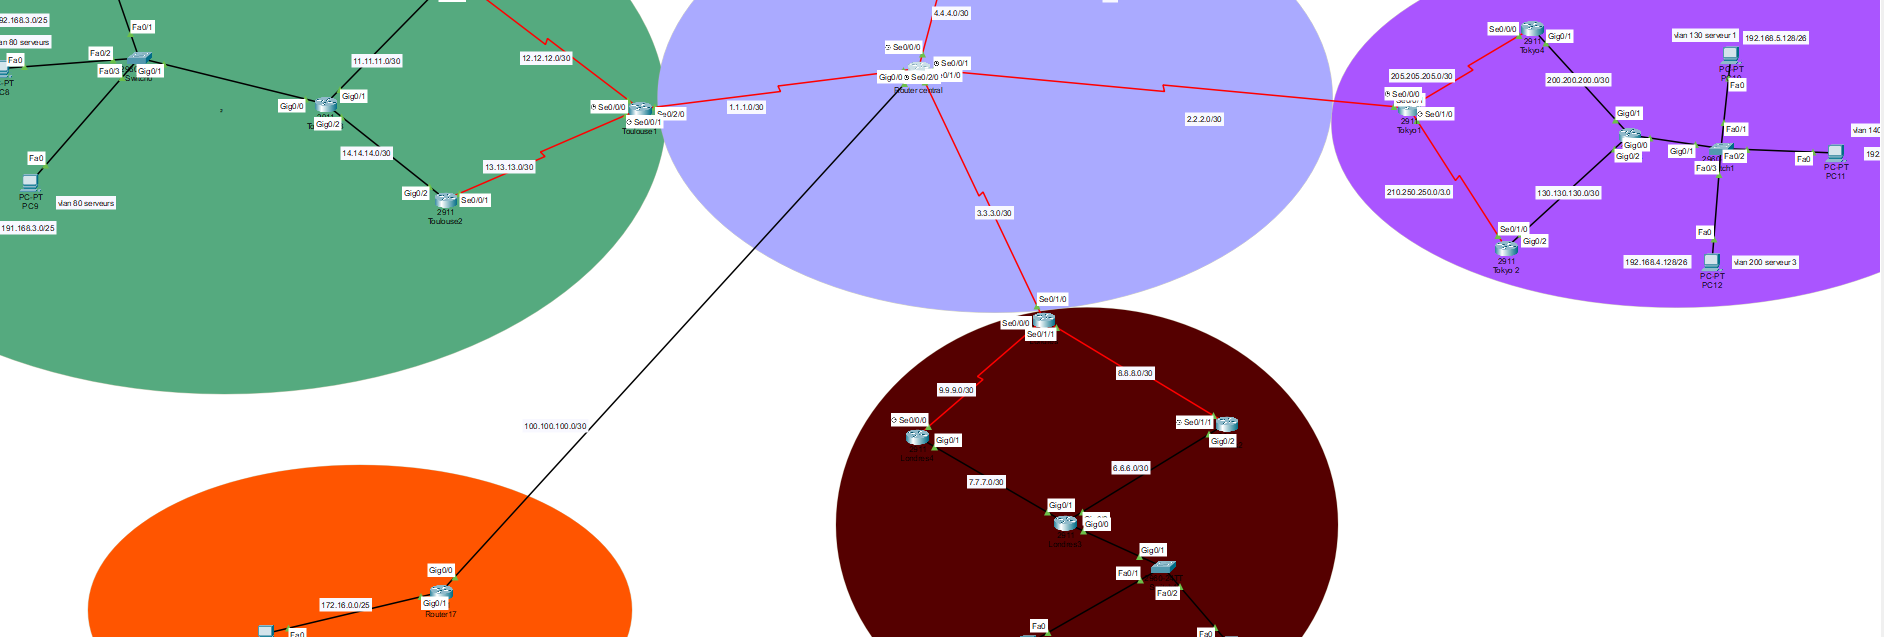 92.168.3.0/25
Fa0/1
an 80 serveurs
Fa0/2
Fa0
Fa0/3
Gig0/1
C8
11.11.11.0/30
Gig0/0
Gig0/1
Gig0/2
14.14.14.0/30
Fa0
PC-PT
PC9
vlan 80 serveurs
191.168.3.0/25
Gig0/2
Se0/0/1
2911
Toulouse2
12.12.12.0/30
13.13.13.0/30
Se0/0/0
Se0/2/0
Se0/0/1
Toulouse1
1.1.1.0/30
4.4.4.0/30
Se0/0/0
Se0/0/1
Gig0/0
Se0/2/0
0/1/0
Router central
2.2.2.0/30
3.3.3.0/30
100.100.100.0/30
Se0/0/0
2911
Tokyo4
Gig0/1
205.205.205.0/30
Se0/0/0
Se0/1/0
Tokyo1
200.200.200.0/30
210.250.250.0/3.0
130.130.130.0/30
Se0/1/0
Gig0/2
2911
Tokyo 2
Gig0/1
Gig0/0
Gig0/2
vlan 130 serveur1
192.168.5.128/26
PC-PT
Fa0
Fa0/1
Gig0/1
Fa0/2
Fa0/3
Fa0
PC-PT
PC11
vlan 140
192
Fa0
192.168.4.128/26
vlan 200 serveur3
PC-PT
PC12
Se0/1/0
Se0/0/0
Se0/1/1
9.9.9.0/30
8.8.8.0/30
Se0/0/0
Gig0/1
Se0/1/1
Gig0/2
7.7.7.0/30
6.6.6.0/30
Gig0/1
Gig0/0
Gig0/1
Fa0/1
Fa0/2
Fa0
Fa0
Gig0/0
172.16.0.0/25
Gig0/1
Router17
Fa0